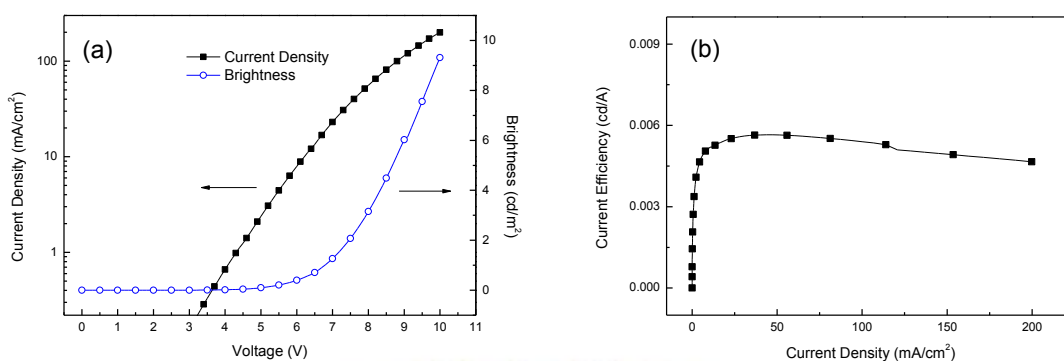 (a)
Current Density
Brightness
Current Density (mA/cm²)
100
10
1
Brightness (cd/m²)
10
8
6
4
2
0
0 1 2 3 4 5 6 7 8 9 10 11
Voltage (V)
(b)
Current Efficiency (cd/A)
0.009
0.006
0.003
0.000
0 50 100 150 200
Current Density (mA/cm²)